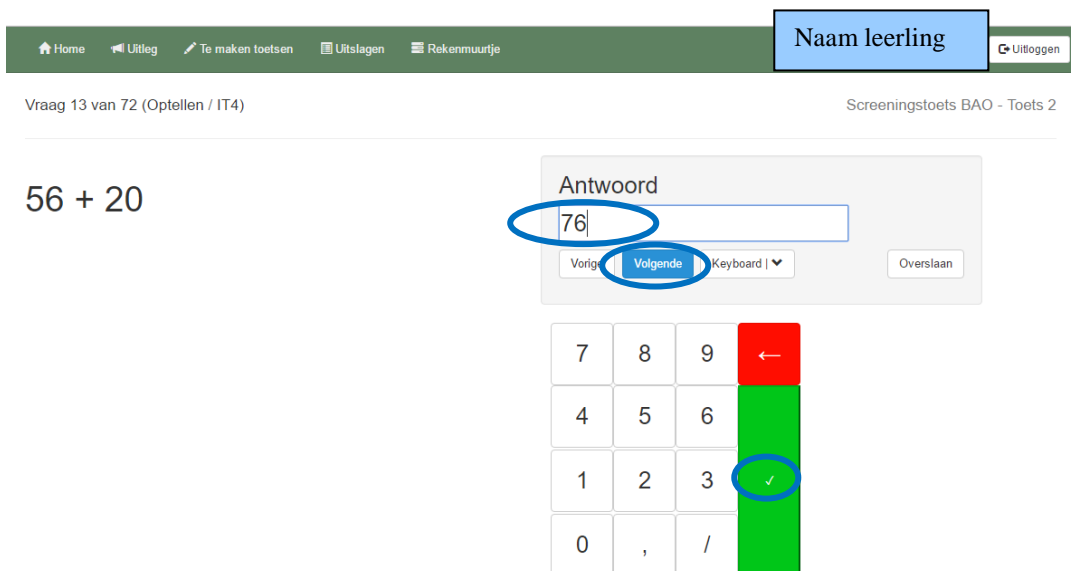 Home Uitleg Te maken toetsen Uitslagen Rekenmuurtje Naam leerling Uitloggen
Vraag 13 van 72 (Optellen / IT4) Screeningstoets BAO - Toets 2
56 + 20
Antwoord
76
Vorige Volgende Keyboard | Overslaan
7 8 9 ←
4 5 6
1 2 3 ✓
0 , /